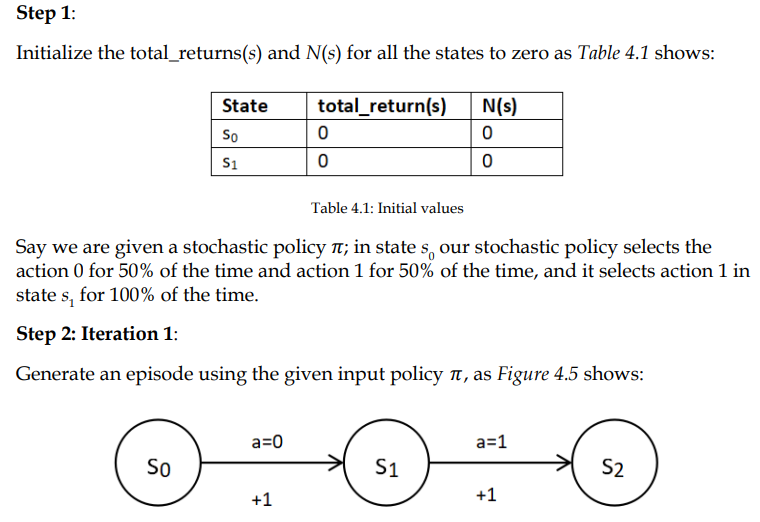 Step 1:
Initialize the total_returns(s) and N(s) for all the states to zero as Table 4.1 shows:
State total_return(s) N(s)
s₀ 0 0
s₁ 0 0
Table 4.1: Initial values
Say we are given a stochastic policy π; in state s₀ our stochastic policy selects the
action 0 for 50% of the time and action 1 for 50% of the time, and it selects action 1 in
state s₁ for 100% of the time.
Step 2: Iteration 1:
Generate an episode using the given input policy π, as Figure 4.5 shows:
a=0 a=1
S₀ S₁ S₂
+1 +1